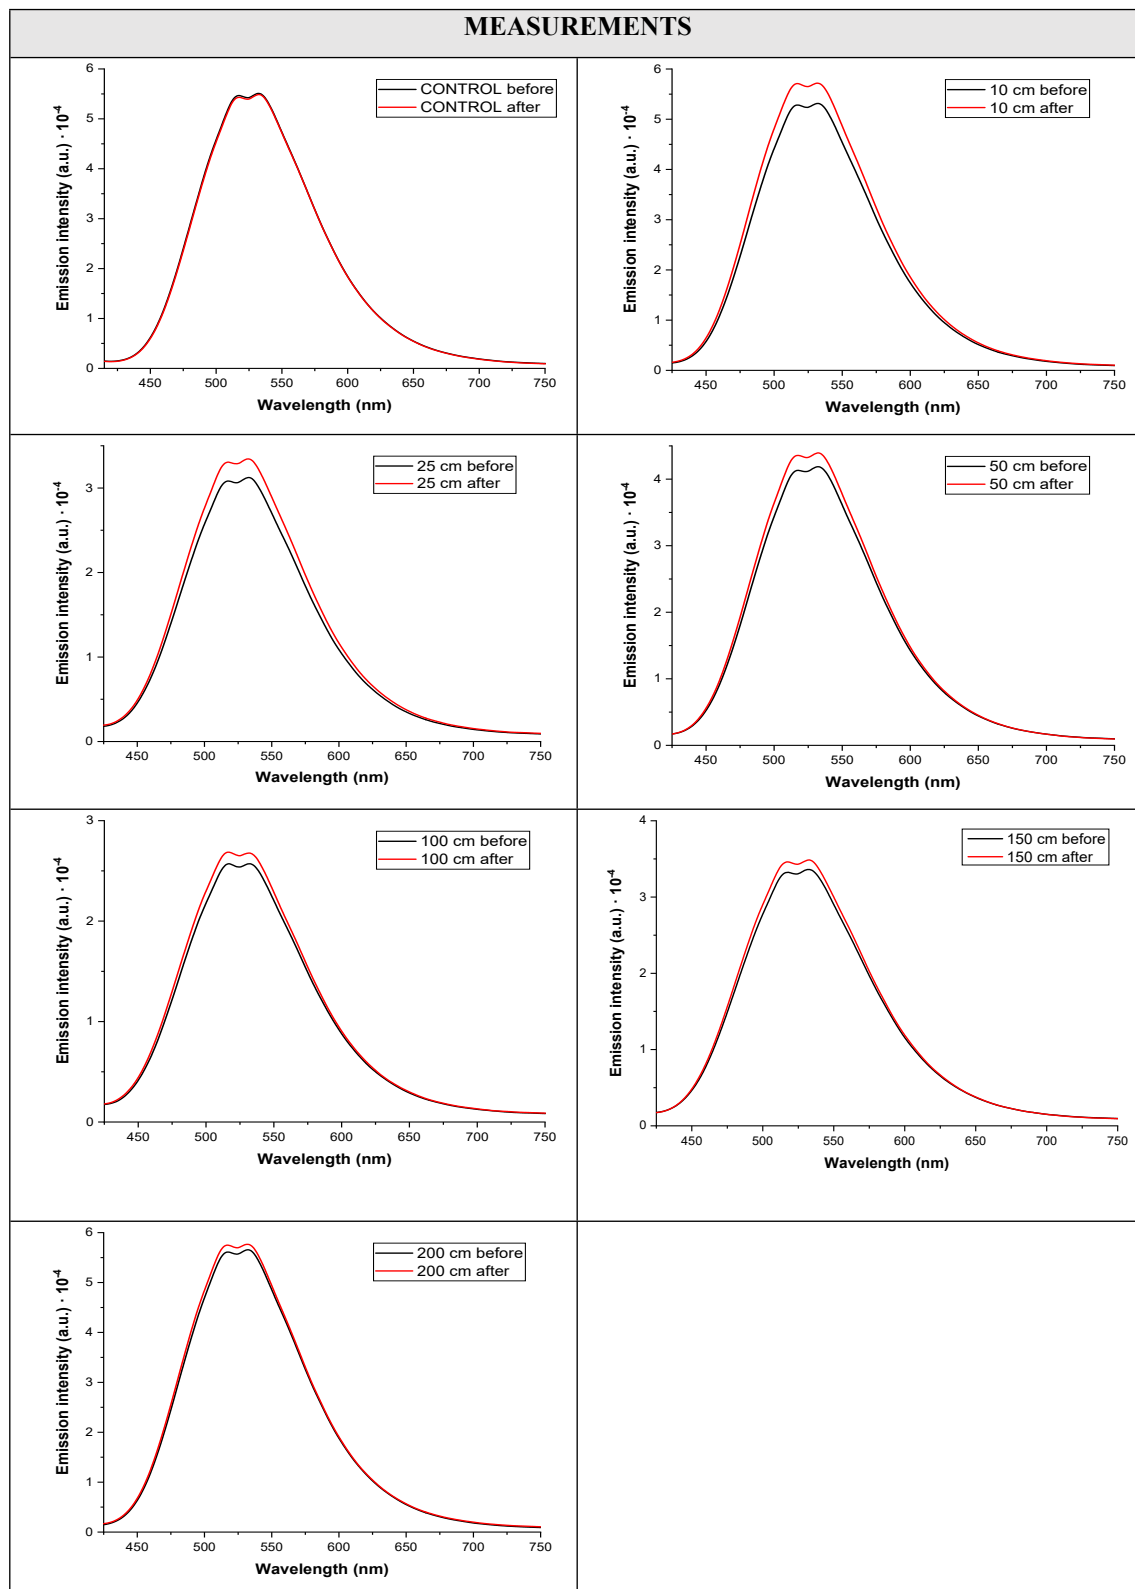 MEASUREMENTS
CONTROL before
CONTROL after
Emission intensity (a.u.) · 10⁻⁴
6
5
4
3
2
1
0
450 500 550 600 650 700 750
Wavelength (nm)
10 cm before
10 cm after
Emission intensity (a.u.) · 10⁻⁴
6
5
4
3
2
1
0
450 500 550 600 650 700 750
Wavelength (nm)
25 cm before
25 cm after
Emission intensity (a.u.) · 10⁻⁴
3
2
1
0
450 500 550 600 650 700 750
Wavelength (nm)
50 cm before
50 cm after
Emission intensity (a.u.) · 10⁻⁴
4
3
2
1
0
450 500 550 600 650 700 750
Wavelength (nm)
100 cm before
100 cm after
Emission intensity (a.u.) · 10⁻⁴
3
2
1
0
450 500 550 600 650 700 750
Wavelength (nm)
150 cm before
150 cm after
Emission intensity (a.u.) · 10⁻⁴
4
3
2
1
0
450 500 550 600 650 700 750
Wavelength (nm)
200 cm before
200 cm after
Emission intensity (a.u.) · 10⁻⁴
6
5
4
3
2
1
0
450 500 550 600 650 700 750
Wavelength (nm)